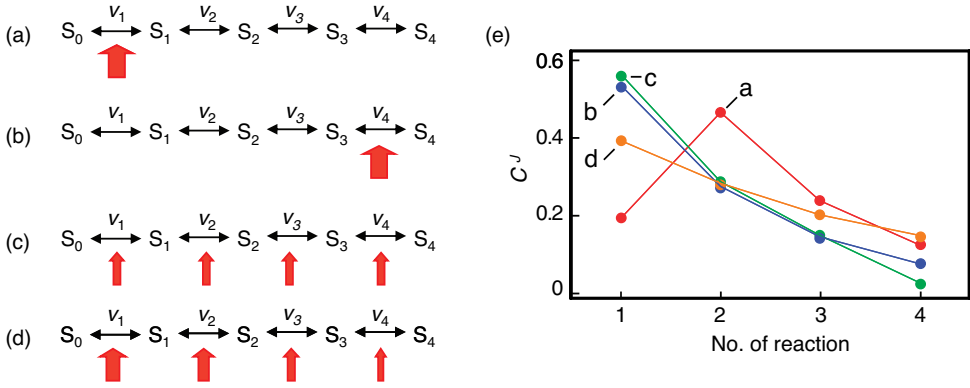 (a)
v1 v2 v3 v4
S0 S1 S2 S3 S4
(b)
v1 v2 v3 v4
S0 S1 S2 S3 S4
(c)
v1 v2 v3 v4
S0 S1 S2 S3 S4
(d)
v1 v2 v3 v4
S0 S1 S2 S3 S4
(e)
0.6
0.4
0.2
0
C^J
c
b
a
d
1 2 3 4
No. of reaction